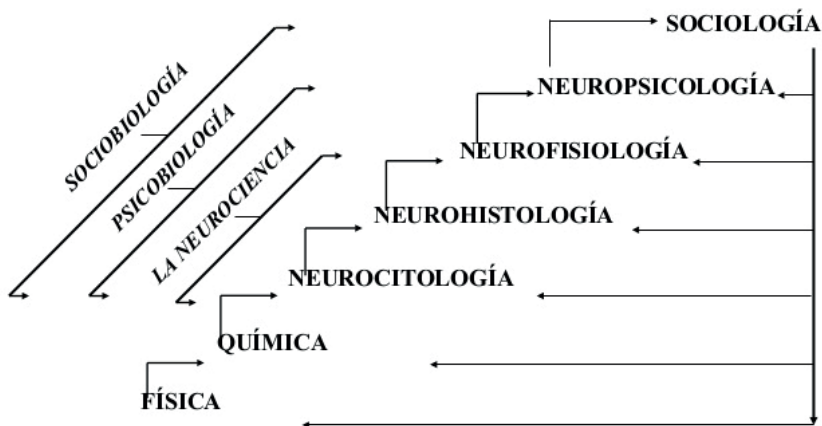 SOCIOLOGÍA
NEUROPSICOLOGÍA
SOCIOBIOLOGÍA
PSICOBIOLOGÍA
LA NEUROCIENCIA
NEUROFISIOLOGÍA
NEUROHISTOLOGÍA
NEUROCITOLOGÍA
QUÍMICA
FÍSICA